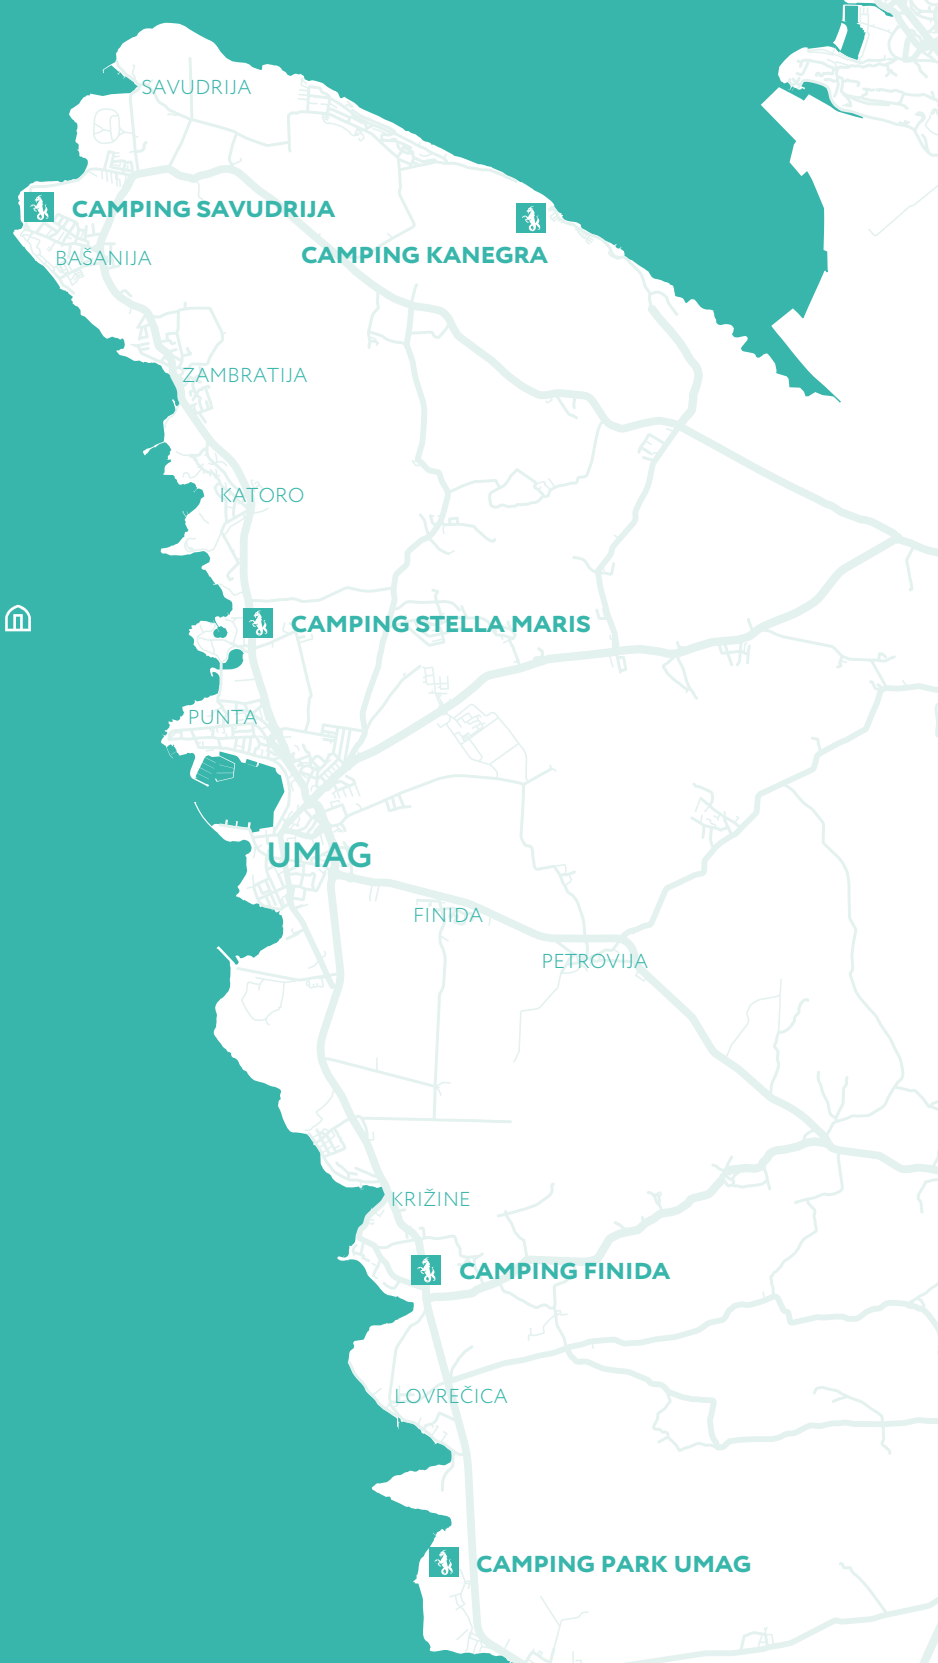 SAVUDRIJA
CAMPING SAVUDRIJA
CAMPING KANEGRA
BAŠANIJA
ZAMBRATIJA
KATORO
CAMPING STELLA MARIS
PUNTA
UMAG
FINIDA
PETROVIJA
KRIŽINE
CAMPING FINIDA
LOVREČICA
CAMPING PARK UMAG